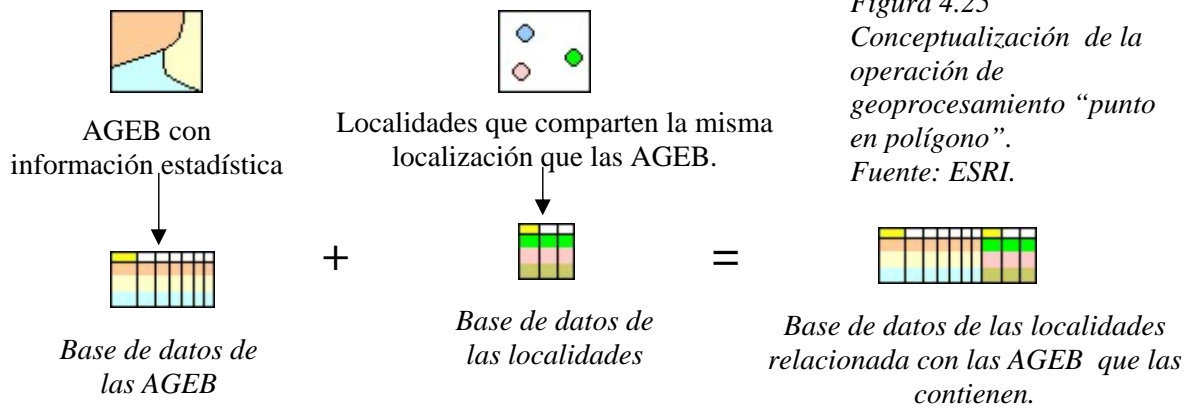 Figura 4.25
Conceptualización de la
operación de
geoprocesamiento “punto
en polígono”.
Fuente: ESRI.
AGEB con
información estadística
Localidades que comparten la misma
localización que las AGEB.
+
=
Base de datos de
las AGEB
Base de datos de
las localidades
Base de datos de las localidades
relacionada con las AGEB que las
contienen.